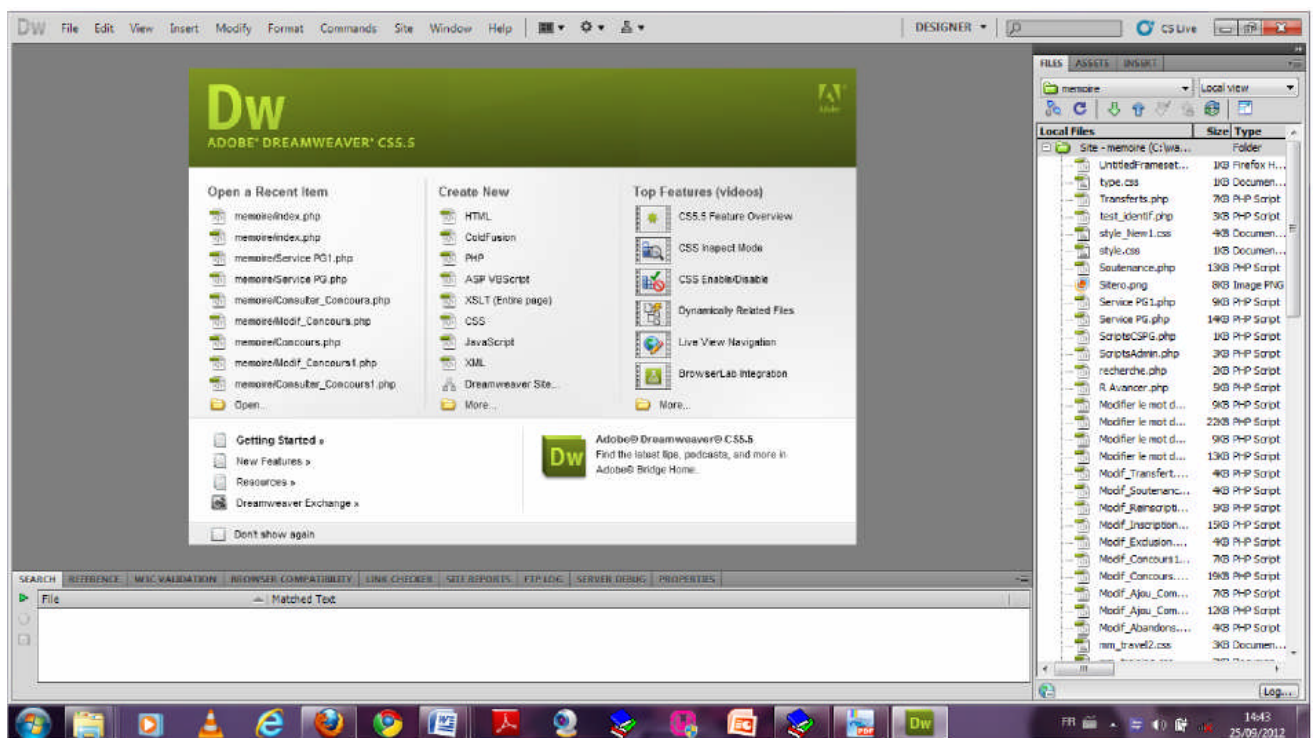 DW File Edit View Insert Modify Format Commands Site Window Help DESIGNER CS Live
FILES ASSETS INSERT
memoire Local view
Local Files Size Type
Site - memoire (C:\wa... Folder
UntitledFrameset... 1KB Firefox H...
type.css 1KB Documen...
Transferts.php 7KB PHP Script
test_identif.php 3KB PHP Script
style_New1.css 4KB Documen...
style.css 1KB Documen...
Soutenance.php 13KB PHP Script
Sitero.png 8KB Image PNG
Service PG1.php 9KB PHP Script
Service PG.php 14KB PHP Script
ScriptsCSPG.php 1KB PHP Script
ScriptsAdmin.php 3KB PHP Script
recherche.php 2KB PHP Script
R Avancer.php 5KB PHP Script
Modifier le mot d... 9KB PHP Script
Modifier le mot d... 22KB PHP Script
Modifier le mot d... 9KB PHP Script
Modifier le mot d... 13KB PHP Script
Modif_Transfert.... 4KB PHP Script
Modif_Soutenanc... 4KB PHP Script
Modif_Reinscripti... 5KB PHP Script
Modif_Inscription... 15KB PHP Script
Modif_Exclusion.... 4KB PHP Script
Modif_Concours1... 7KB PHP Script
Modif_Concours.... 19KB PHP Script
Modif_Ajou_Com... 7KB PHP Script
Modif_Ajou_Com... 12KB PHP Script
Modif_Abandons.... 4KB PHP Script
mm_travel2.css 3KB Documen...
Log...
Dw
ADOBE® DREAMWEAVER® CS5.5
Adobe
Open a Recent Item
memoire/index.php
memoire/index.php
memoire/Service PG1.php
memoire/Service PG.php
memoire/Consulter_Concoura.php
memoire/Modif_Concours.php
memoire/Concours.php
memoire/Modif_Concours1.php
memoire/Consulter_Concours1.php
Open...
Create New
HTML
ColdFusion
PHP
ASP VBScript
XSLT (Entire page)
CSS
JavaScript
XML
Dreamweaver Site...
More...
Top Features (videos)
CS5.5 Feature Overview
CSS Inspect Mode
CSS Enable/Disable
Dynamically Related Files
Live View Navigation
BrowserLab Integration
More...
Getting Started »
New Features »
Resources »
Dreamweaver Exchange »
Dw
Adobe® Dreamweaver® CS5.5
Find the latest tips, podcasts, and more in
Adobe® Bridge Home.
Don't show again
SEARCH REFERENCE W3C VALIDATION BROWSER COMPATIBILITY LINK CHECKER SITE REPORTS FTP LOG SERVER DEBUG PROPERTIES
File Matched Text
PDF Dw FR 14:43
25/09/2012